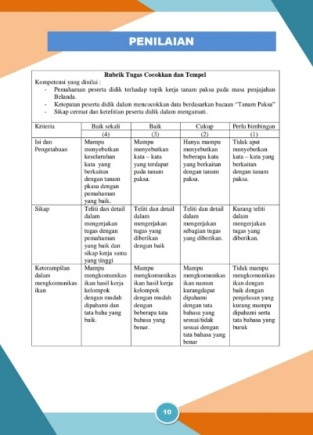 PENILAIAN
Rubrik Tugas Cocokkan dan Tempel
Kompetensi yang dinilai :
- Pemahaman peserta didik terhadap topik kerja tanam paksa pada masa penjajahan
Belanda.
- Ketepatan peserta didik dalam mencocokkan data berdasarkan bacaan "Tanam Paksa"
- Sikap cermat dan ketelitian peserta didik dalam mengamati.
Kriteria Baik sekali Baik Cukup Perlu bimbingan
(4) (3) (2) (1)
Isi dan Mampu Mampu Hanya mampu Tidak
Pengetahuan menyebutkan menyebutkan menyebutkan menyebutkan
keseluruhan kata – kata beberapa kata kata – kata yang
kata yang yang terdapat yang berkaitan berkaitan
berkaitan pada tanam dengan tanam dengan tanam
dengan tanam paksa. paksa. paksa.
dengan
pemahaman
yang baik.
Sikap Teliti dan detail Teliti dan detail Teliti dan detail Kurang teliti
dalam dalam dalam dalam
mengerjakan mengerjakan mengerjakan mengerjakan
tugas dengan tugas yang sebagian tugas tugas yang
pemahaman diberikan yang diberikan. diberikan.
yang baik dan dengan baik
sikap kerja sama
yang tinggi
Keterampilan Mampu Mampu Mampu Tidak mampu
dalam mengkomunikas mengkomunikas mengkomunikas mengkomunikas
mengkomunikas ikan hasil kerja ikan hasil kerja ikan namun ikan dengan
ikan kelompok kelompok kurangdapat baik dengan
dengan mudah dengan mudah dipahami penjelasan yang
dipahami dan dengan dengan tata kurang mampu
tata baha yang beberapa tata bahasa yang dipahami serta
baik. bahasa yang sesuai/tidak tata bahasa yang
benar. sesuai dengan buruk
tata bahasa yang
benar
10